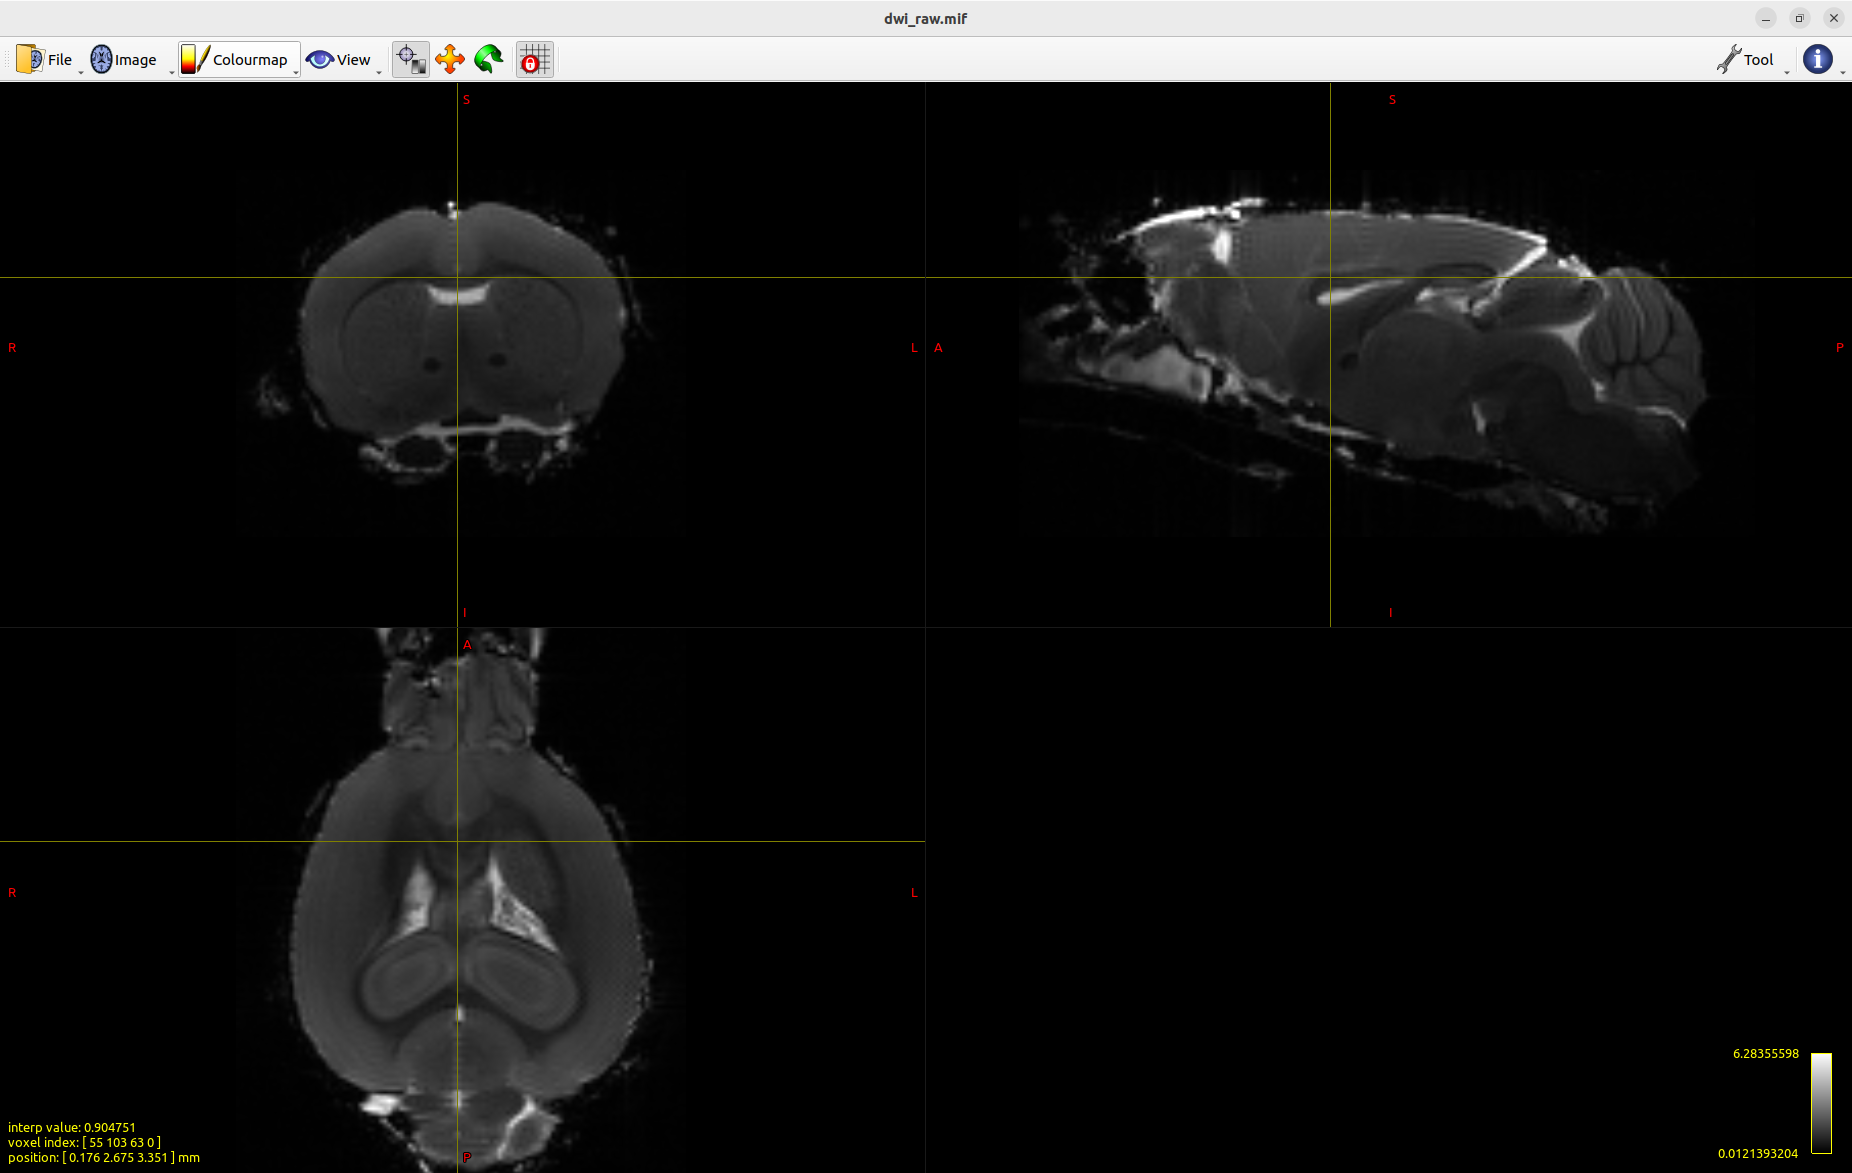 dwi_raw.mif
File Image Colourmap View Tool
S
S
R
L
A
P
I
I
A
R
L
P
interp value: 0.904751
voxel index: [ 55 103 63 0 ]
position: [ 0.176 2.675 3.351 ] mm
6.28355598
0.0121393204